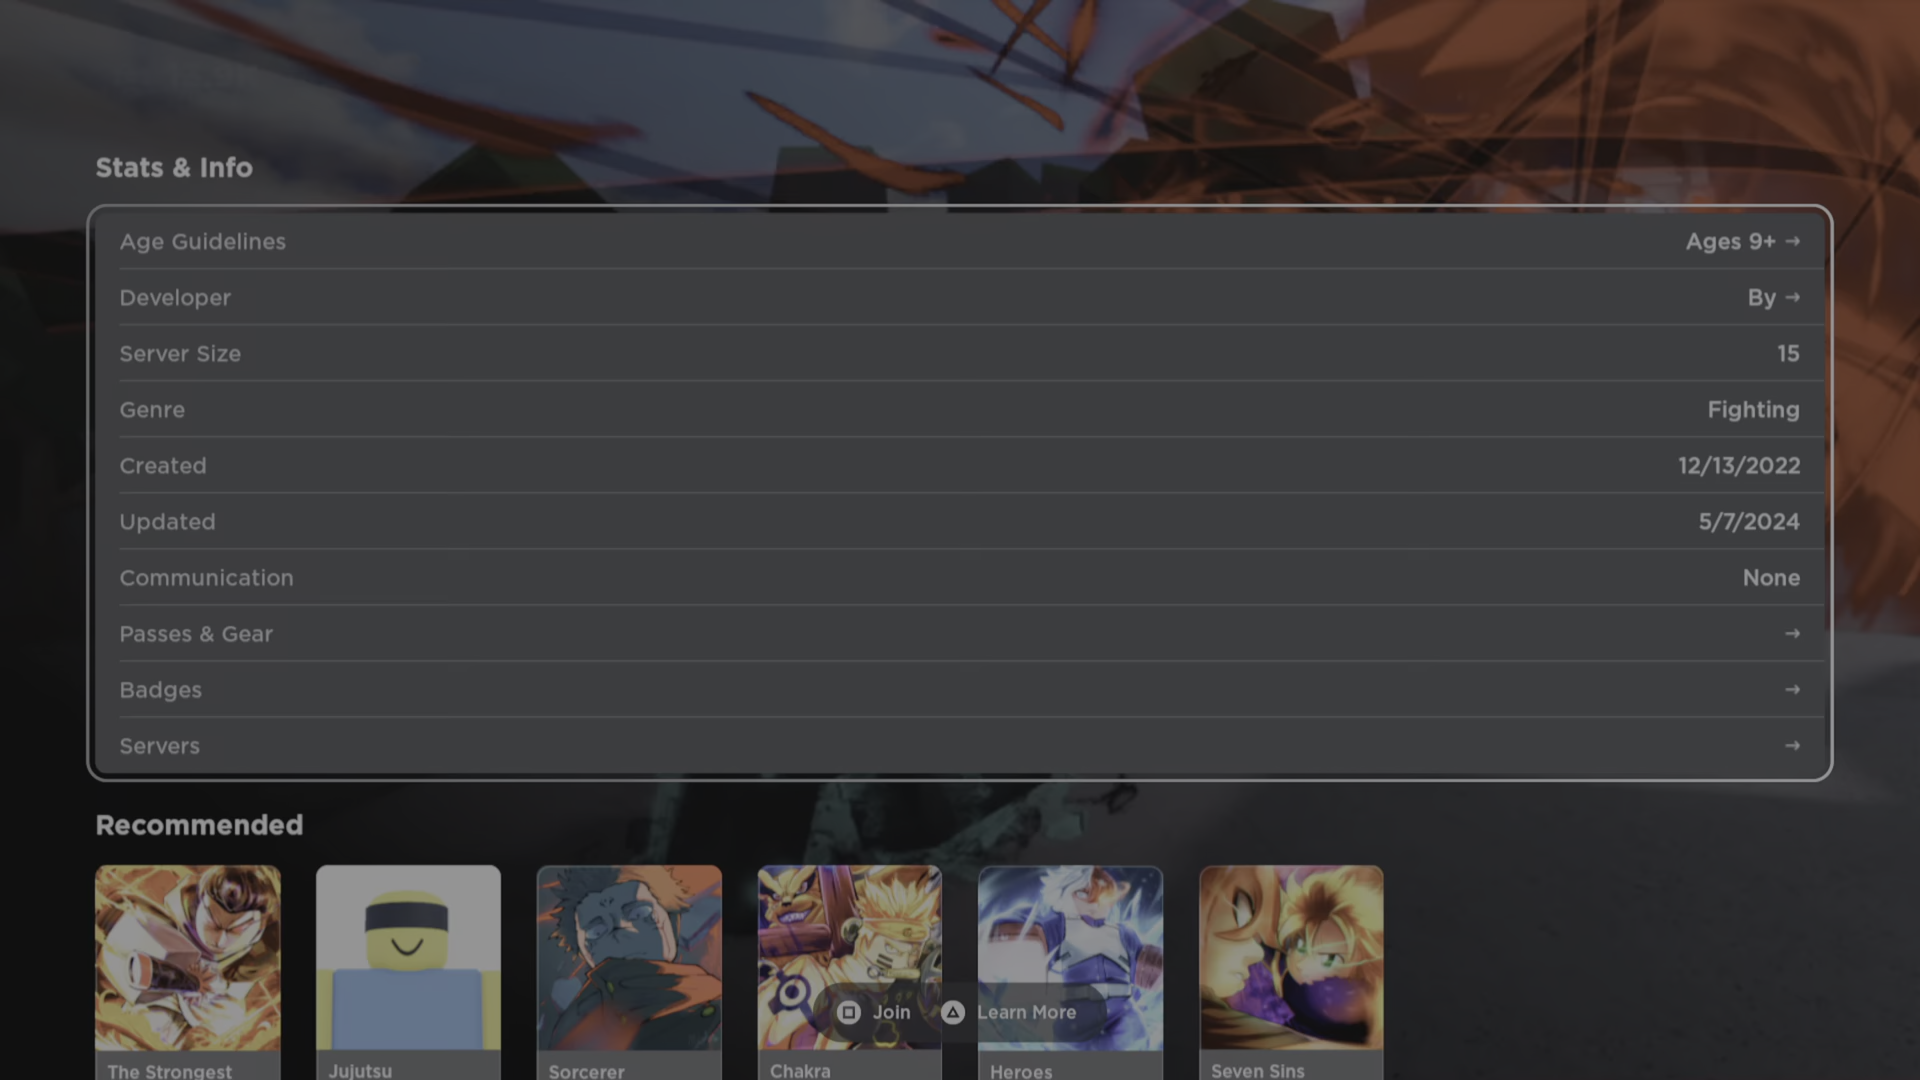 Stats & Info
Age Guidelines Ages 9+ →
Developer By →
Server Size 15
Genre Fighting
Created 12/13/2022
Updated 5/7/2024
Communication None
Passes & Gear →
Badges →
Servers →
Recommended
Join Learn More
The Strongest Jujutsu Sorcerer Chakra Heroes Seven Sins